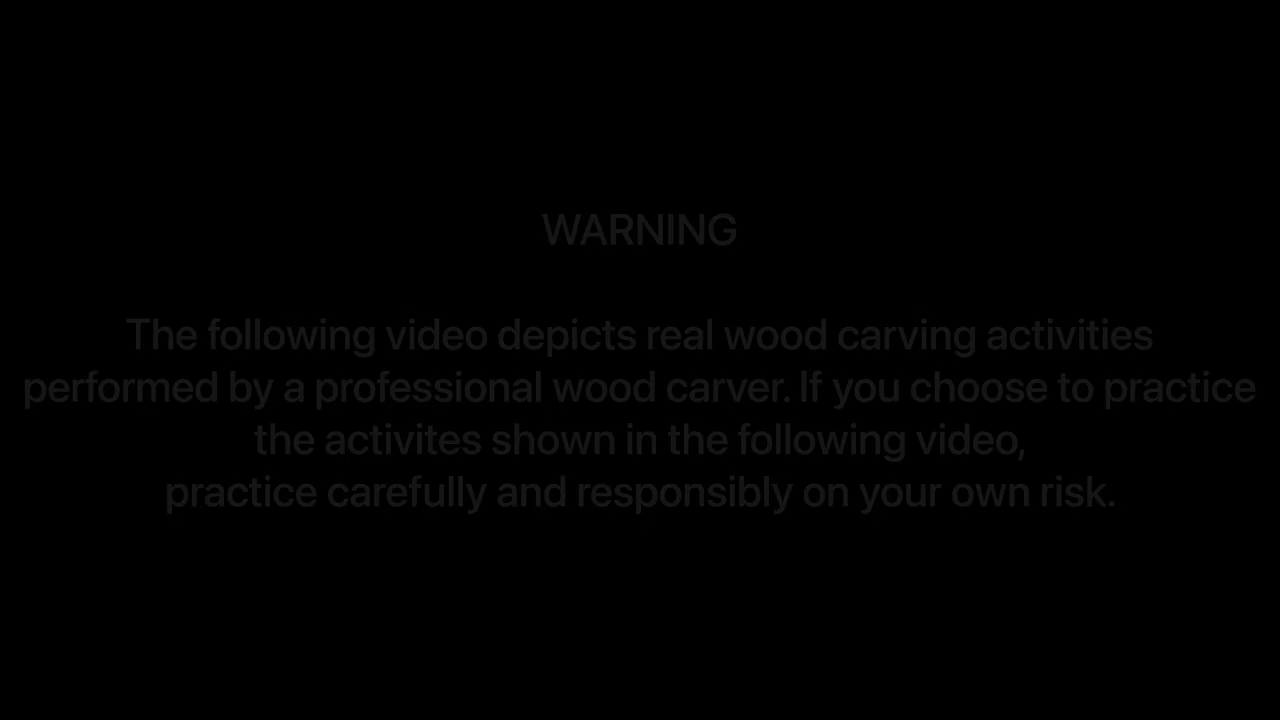 WARNING
The following video depicts real wood carving activities
performed by a professional wood carver. If you choose to practice
the activites shown in the following video,
practice carefully and responsibly on your own risk.